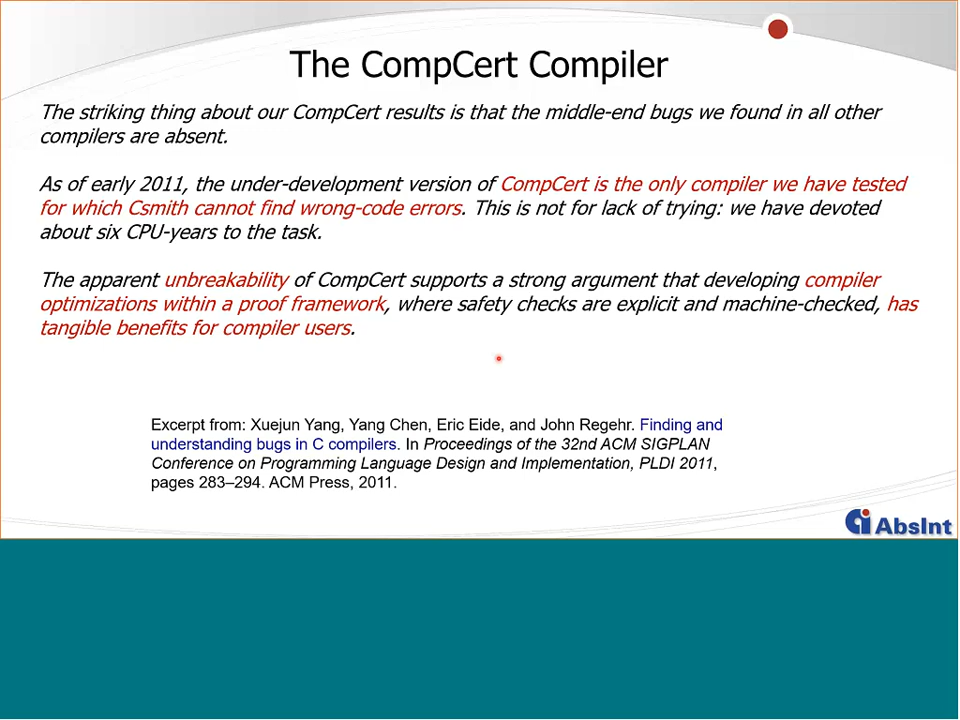 The CompCert Compiler
The striking thing about our CompCert results is that the middle-end bugs we found in all other
compilers are absent.
As of early 2011, the under-development version of CompCert is the only compiler we have tested
for which Csmith cannot find wrong-code errors. This is not for lack of trying: we have devoted
about six CPU-years to the task.
The apparent unbreakability of CompCert supports a strong argument that developing compiler
optimizations within a proof framework, where safety checks are explicit and machine-checked, has
tangible benefits for compiler users.
Excerpt from: Xuejun Yang, Yang Chen, Eric Eide, and John Regehr. Finding and
understanding bugs in C compilers. In Proceedings of the 32nd ACM SIGPLAN
Conference on Programming Language Design and Implementation, PLDI 2011,
pages 283–294. ACM Press, 2011.
AbsInt